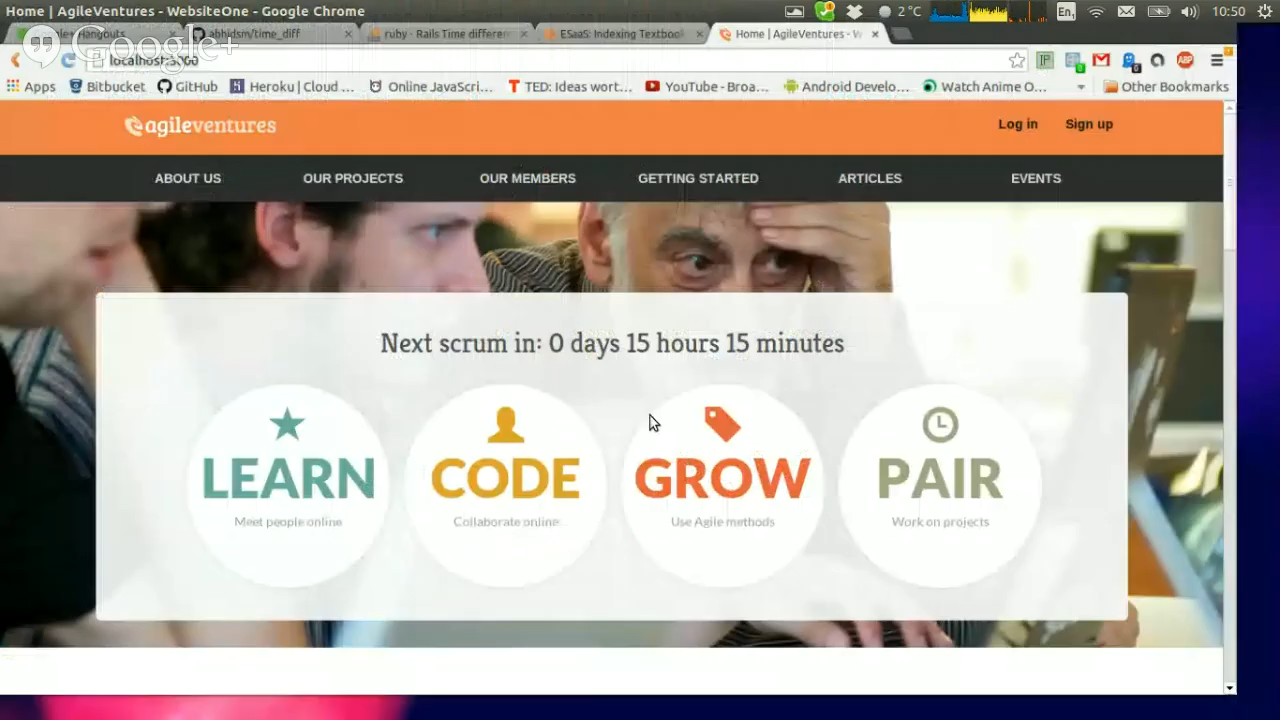 Home | AgileVentures - WebsiteOne - Google Chrome
2°C
En1
10:50
Hangouts
abhidsm/time_diff
ruby - Rails Time differen
ESaaS: Indexing Textbook
Home | AgileVentures - W
Google+
localhost:3000
Apps
Bitbucket
GitHub
Heroku | Cloud ...
Online JavaScri...
TED: Ideas wort...
YouTube - Broa...
Android Develo...
Watch Anime O...
Other Bookmarks
agileventures
Log in
Sign up
ABOUT US
OUR PROJECTS
OUR MEMBERS
GETTING STARTED
ARTICLES
EVENTS
Next scrum in: 0 days 15 hours 15 minutes
LEARN
Meet people online
CODE
Collaborate online
GROW
Use Agile methods
PAIR
Work on projects